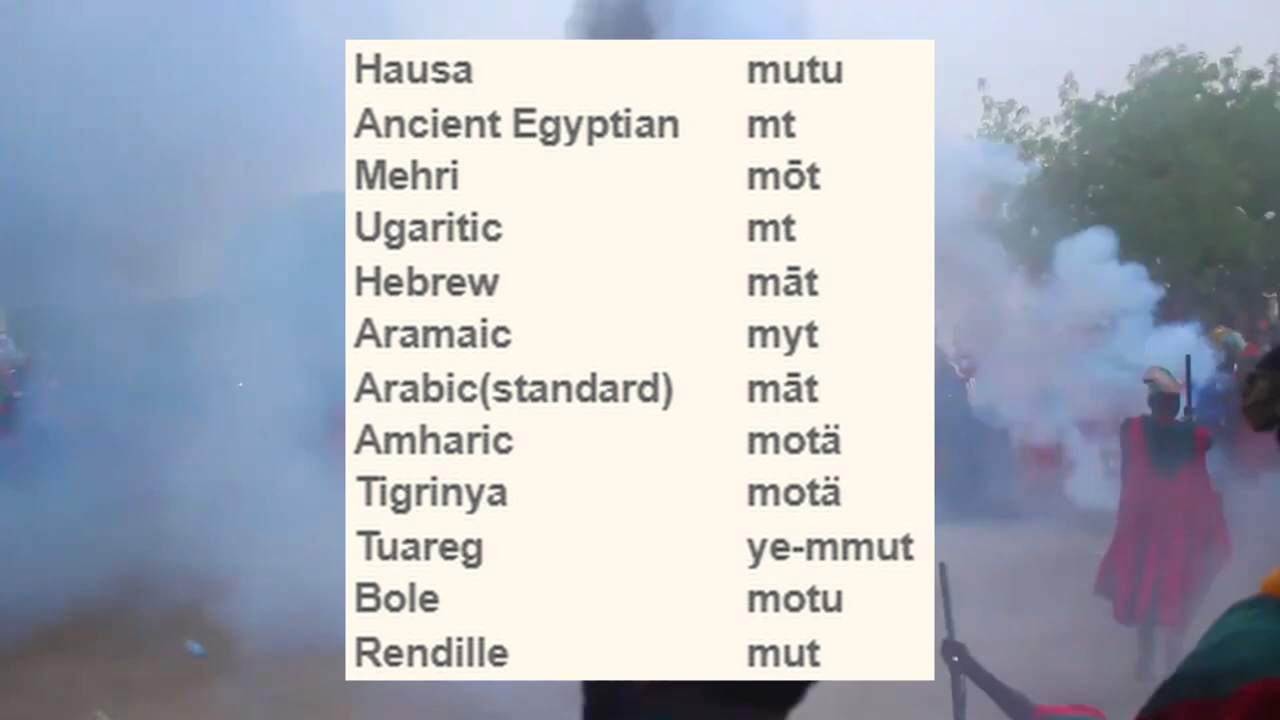 Hausa mutu
Ancient Egyptian mt
Mehri mōt
Ugaritic mt
Hebrew māt
Aramaic myt
Arabic(standard) māt
Amharic motä
Tigrinya motä
Tuareg ye-mmut
Bole motu
Rendille mut